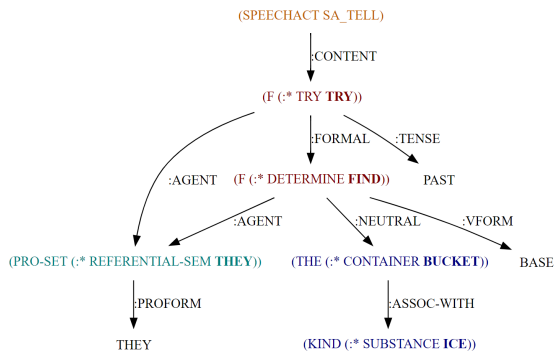 (SPEECHACT SA_TELL)
:CONTENT
(F (:* TRY TRY))
:AGENT :FORMAL :TENSE
(F (:* DETERMINE FIND)) PAST
:AGENT :NEUTRAL :VFORM
(PRO-SET (:* REFERENTIAL-SEM THEY)) (THE (:* CONTAINER BUCKET)) BASE
:PROFORM :ASSOC-WITH
THEY (KIND (:* SUBSTANCE ICE))